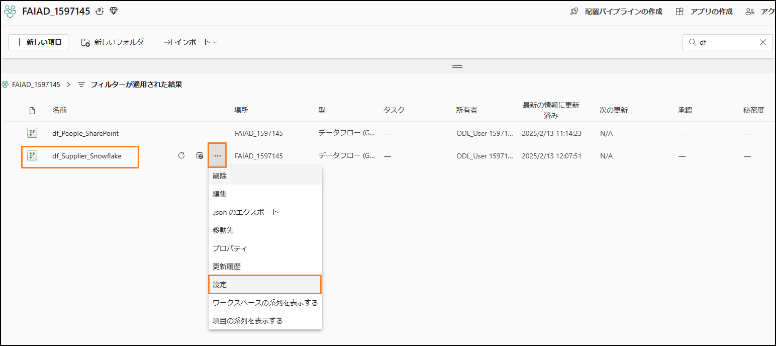 FAIAD_1597145
配置パイプラインの作成 アプリの作成 アク
新しい項目 新しいフォルダー インポート df
FAIAD_1597145 > フィルターが適用された結果
名前 場所 型 タスク 所有者 最新の情報に更新済み 次の更新 承認 秘密度
df_People_SharePoint FAIAD_1597145 データフロー (G... — ODL_User 15971... 2025/2/13 11:14:23 N/A — —
df_Supplier_Snowflake ... FAIAD_1597145 データフロー (G... — ODL_User 15971... 2025/2/13 12:07:51 N/A — —
削除
編集
.json のエクスポート
移動先
プロパティ
更新履歴
設定
ワークスペースの系列を表示する
項目の系列を表示する